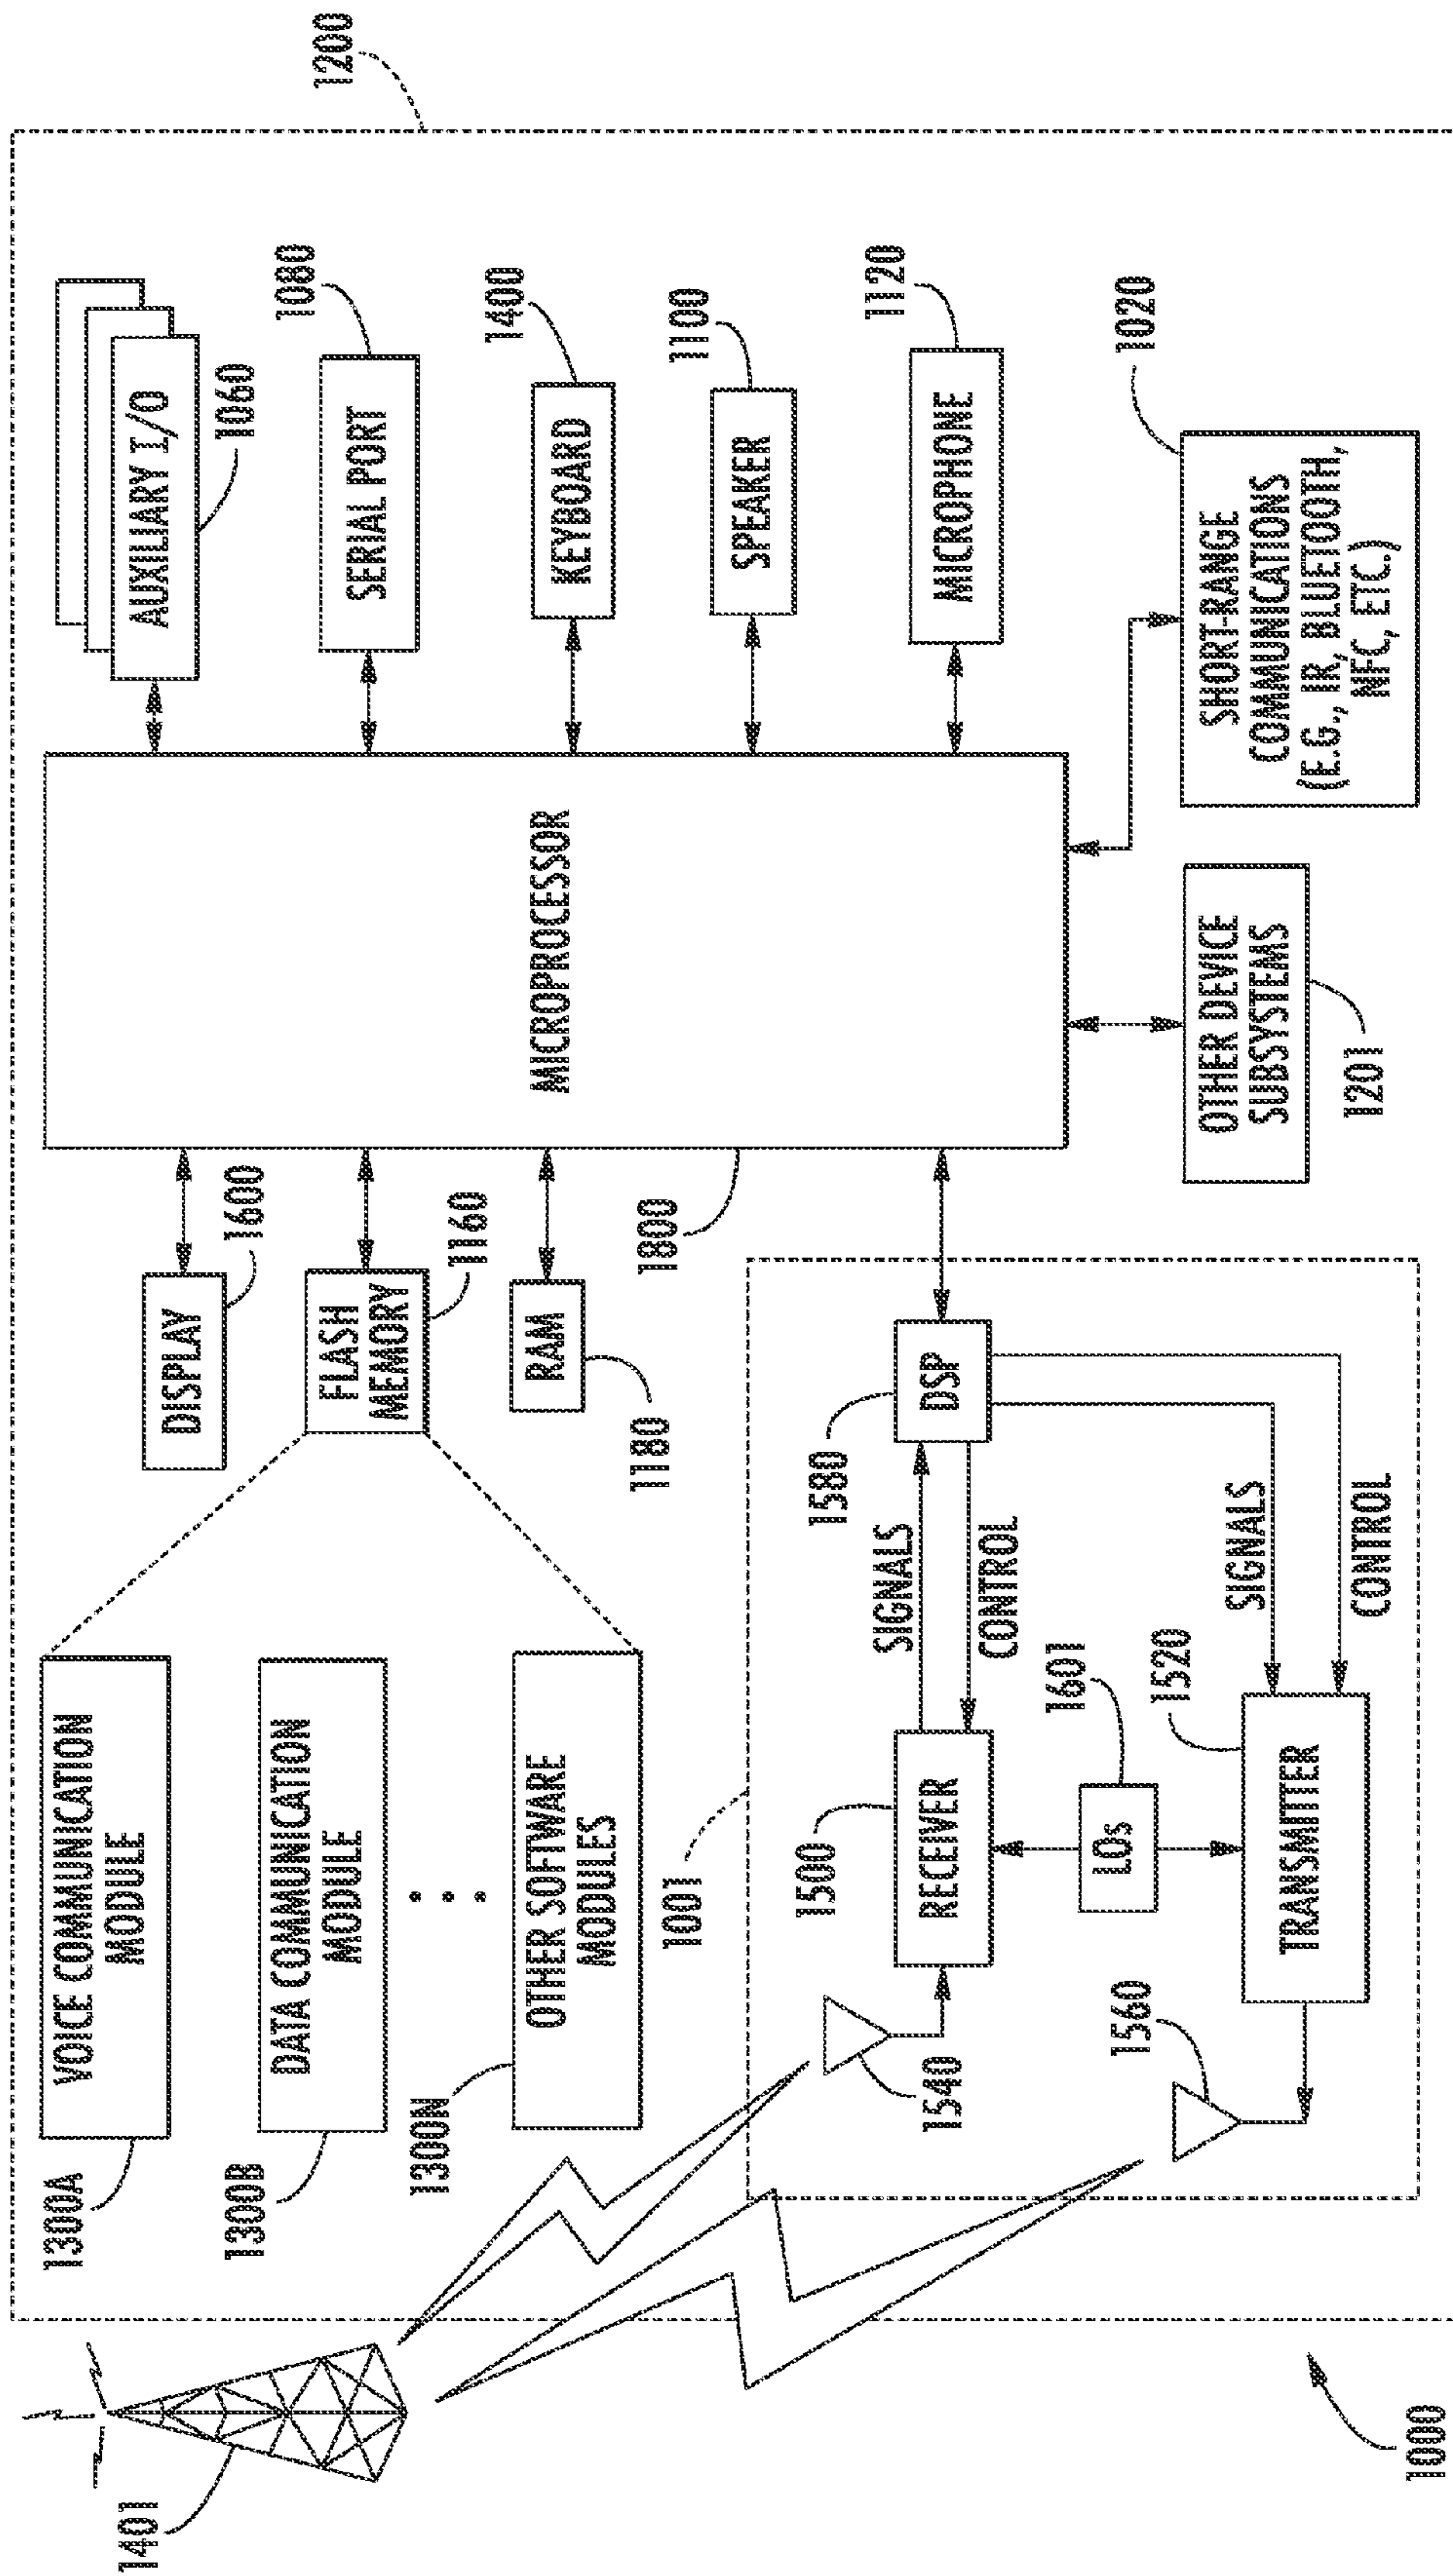 1200
AUXILIARY I/O
1060
SERIAL PORT
1080
KEYBOARD
1400
SPEAKER
1100
MICROPHONE
1120
SHORT-RANGE
COMMUNICATIONS
(E.G., IR, BLUETOOTH,
NFC, ETC.)
1020
MICROPROCESSOR
1800
OTHER DEVICE
SUBSYSTEMS
1201
DISPLAY
1600
FLASH
MEMORY
1160
RAM
1180
VOICE COMMUNICATION
MODULE
1300A
DATA COMMUNICATION
MODULE
1300B
OTHER SOFTWARE
MODULES
1300N
1001
DSP
1580
SIGNALS
CONTROL
SIGNALS
CONTROL
RECEIVER
1500
LOs
1601
TRANSMITTER
1520
1540
1560
1401
1000